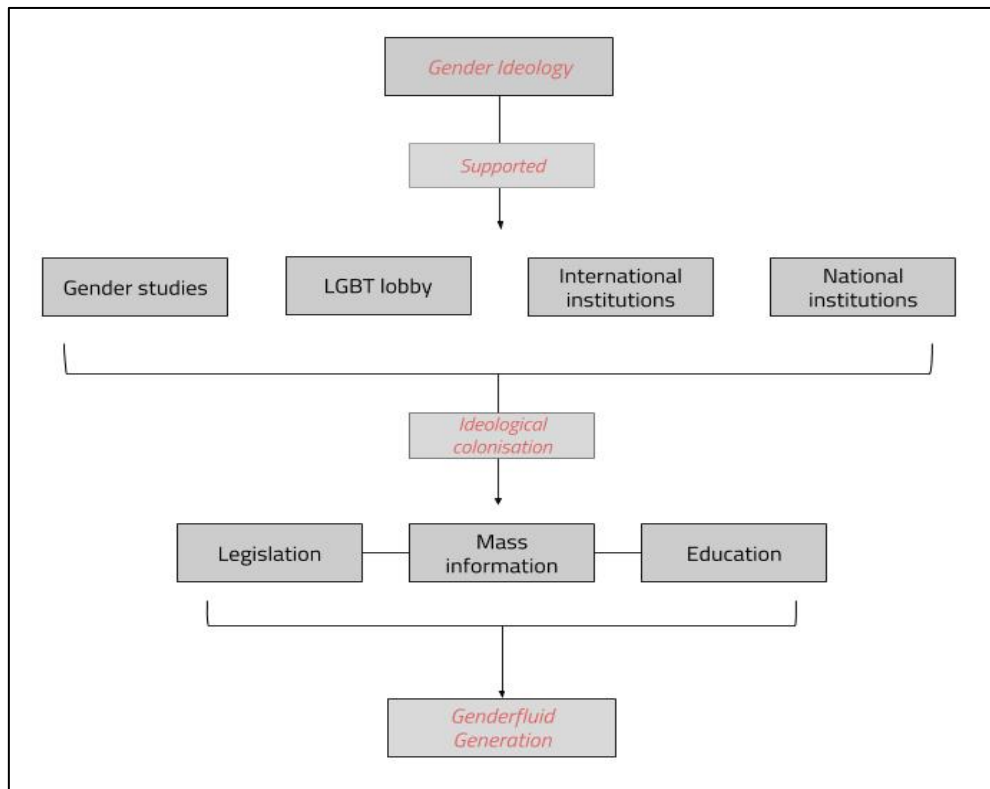 Gender Ideology
Supported
Gender studies
LGBT lobby
International
institutions
National
institutions
Ideological
colonisation
Legislation
Mass
information
Education
Genderfluid
Generation